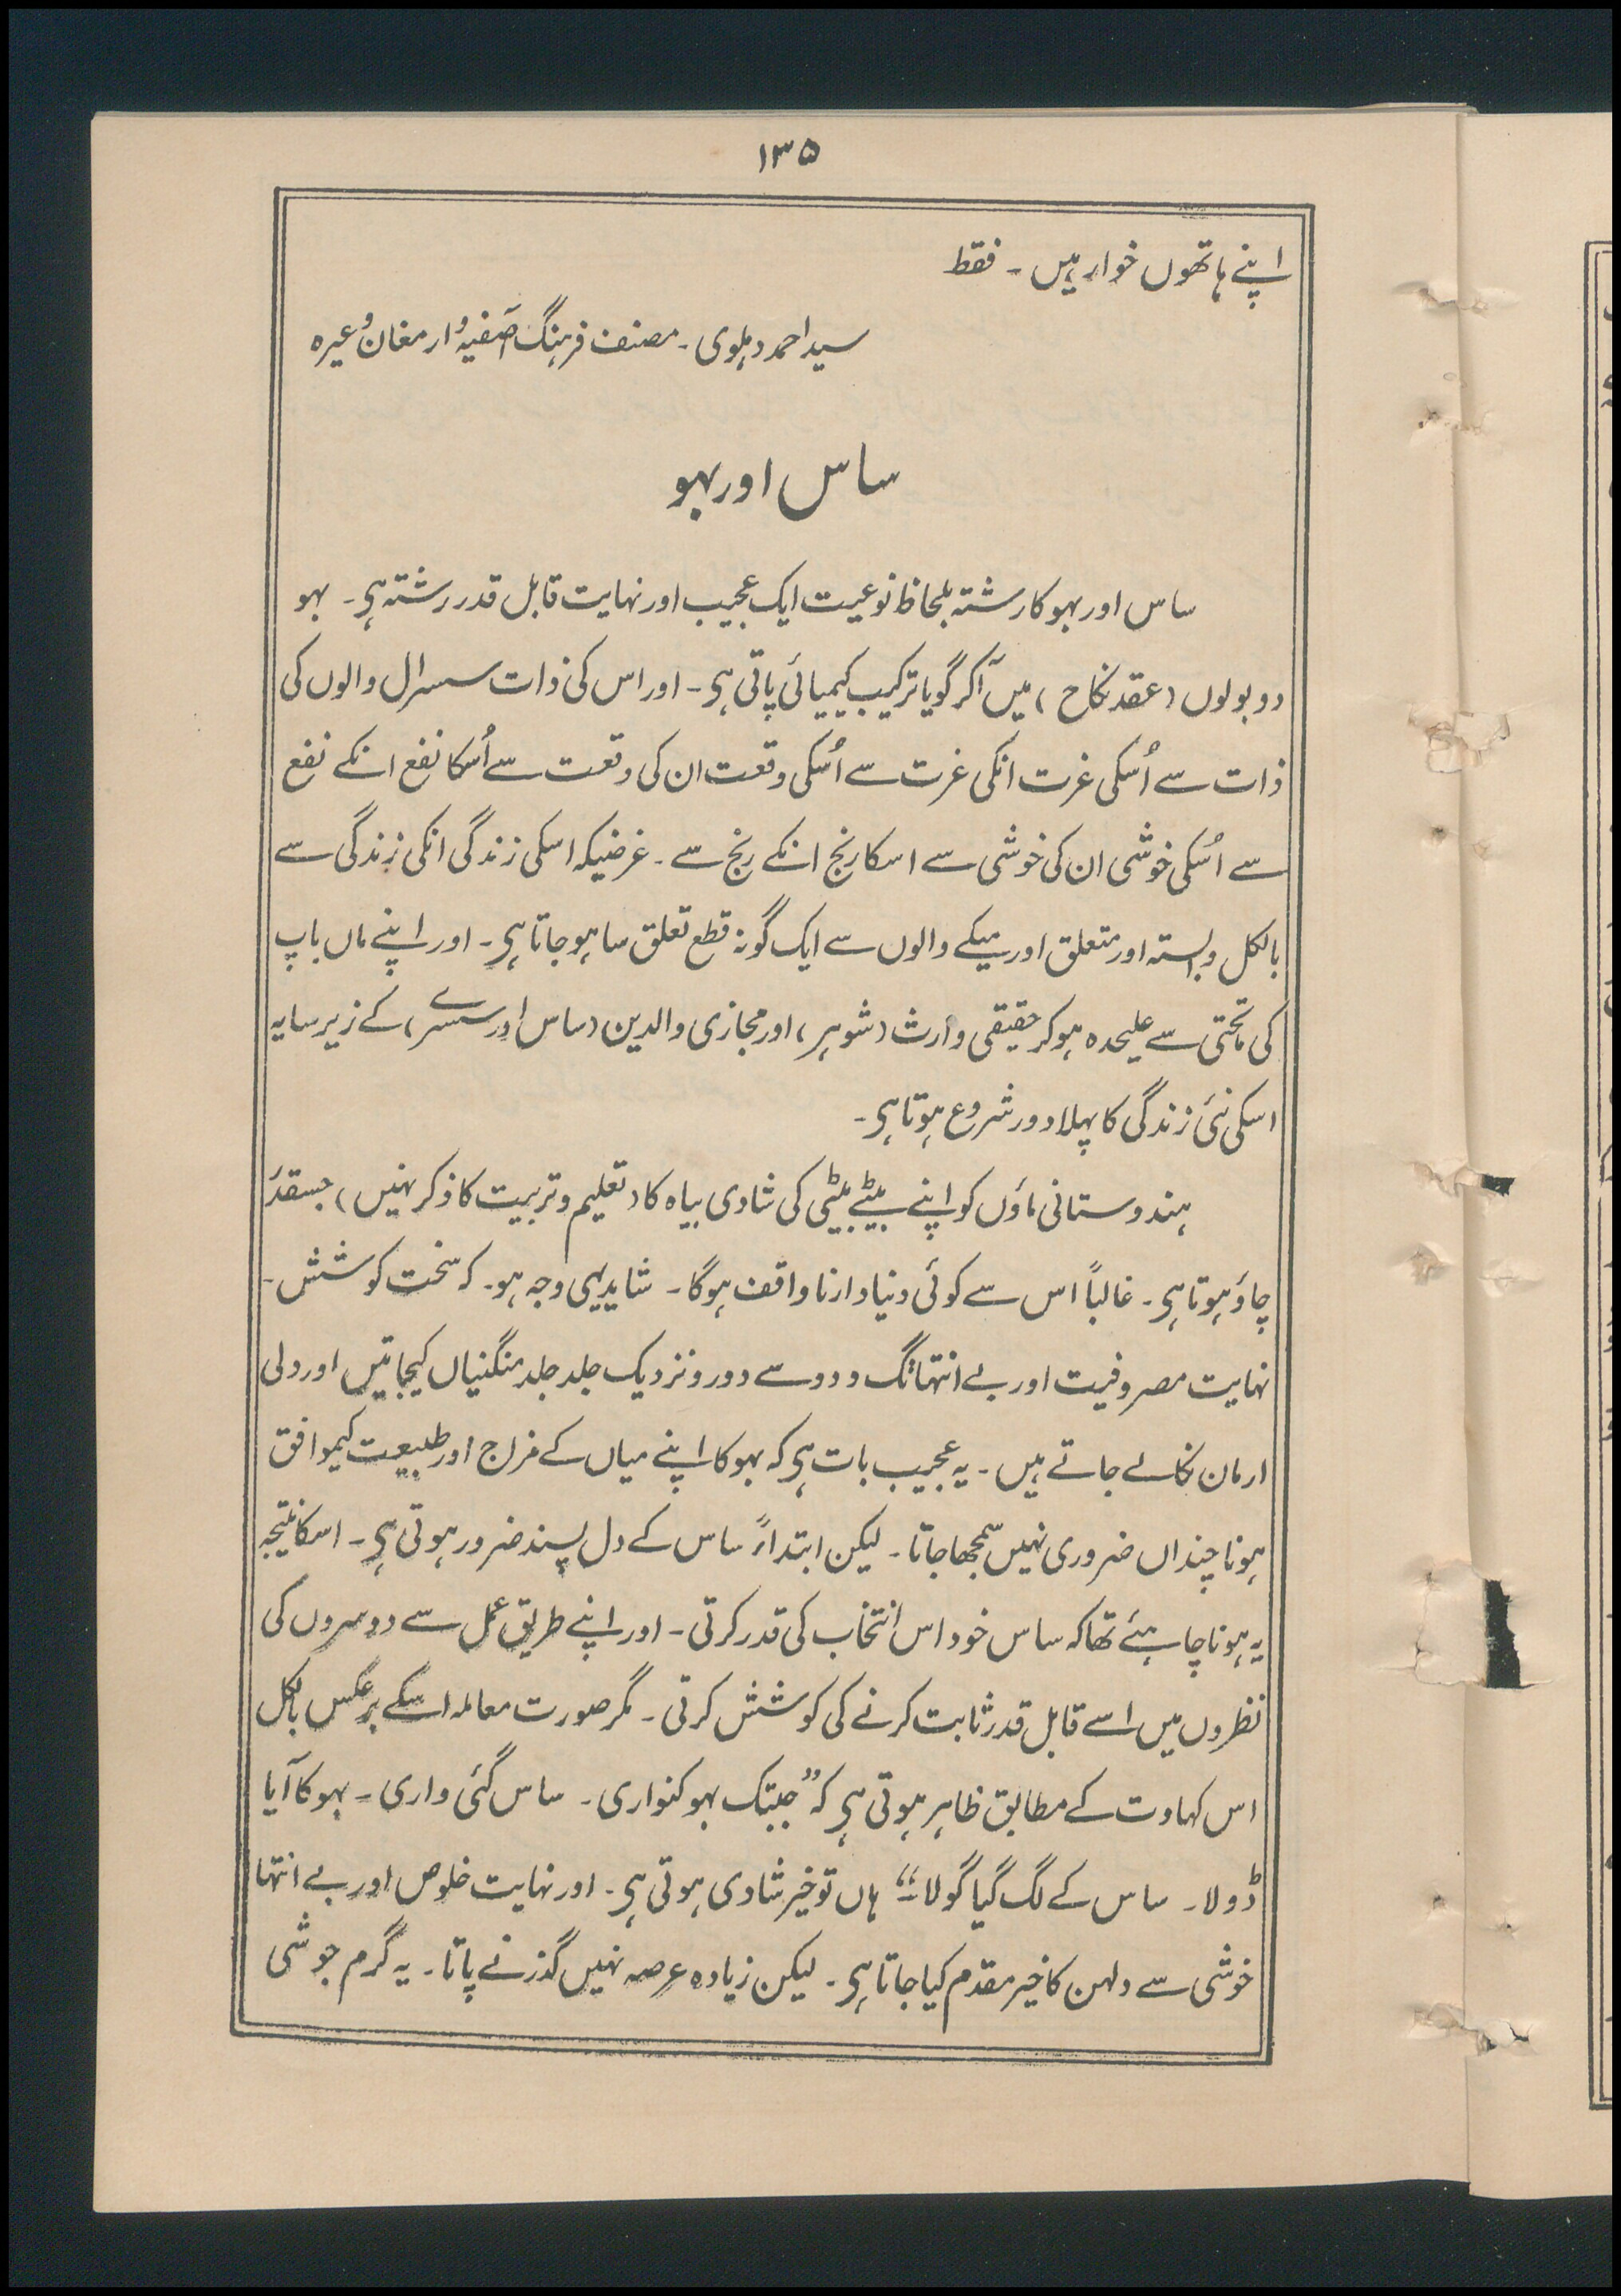 ۱۳۵
اپنے ہاتھوں خوار ہیں ۔ فقط
سید احمد دہلوی ۔ مصنف فرہنگ آصفیہ و ارمغان وغیرہ
ساس اور بہو
ساس اور بہو کا رشتہ بلحاظ نوعیت ایک عجیب اور نہایت قابل قدر رشتہ ہی ۔ بہو
دو بولوں (عقد نکاح) میں آکر گویا ترکیب کیمیائی پاتی ہی ۔ اور اس کی ذات سسرال والوں کی
ذات سے اُسکی عزت انکی عزت سے اُسکی وقعت ان کی وقعت سے اُسکا نفع انکے نفع
سے اُسکی خوشی ان کی خوشی سے اسکا رنج انکے رنج سے ۔ غرضیکہ اسکی زندگی انکی زندگی سے
بالکل وابستہ اور متعلق اور میکے والوں سے ایک گونہ قطع تعلق سا ہو جاتا ہی ۔ اور اپنے ماں باپ
کی ماتحتی سے علیحدہ ہو کر حقیقی وارث (شوہر) اور مجازی والدین (ساس اور سسرے) کے زیر سایہ
اسکی نئی زندگی کا پہلا دور شروع ہوتا ہی ۔
ہندوستانی ماؤں کو اپنے بیٹے بیٹی کی شادی بیاہ کا (تعلیم و تربیت کا ذکر نہیں) جسقدر
چاؤ ہوتا ہی ۔ غالباً اس سے کوئی دنیا دار نا واقف ہوگا ۔ شاید یہی وجہ ہو ۔ کہ سخت کوشش ۔
نہایت مصروفیت اور بے انتہا تگ و دو سے دور و نزدیک جلد جلد منگنیاں کیجاتیں اور دلی
ارمان نکالے جاتے ہیں ۔ یہ عجیب بات ہی کہ بہو کا اپنے میاں کے مزاج اور طبیعت کیموافق
ہونا چنداں ضروری نہیں سمجھا جاتا ۔ لیکن ابتداءً ساس کے دل پسند ضرور ہوتی ہی ۔ اسکا نتیجہ
یہ ہونا چاہئے تھا کہ ساس خود اس انتخاب کی قدر کرتی ۔ اور اپنے طریق عمل سے دوسروں کی
نظروں میں اسے قابل قدر ثابت کرنے کی کوشش کرتی ۔ مگر صورت معاملہ اسکے برعکس بالکل
اس کہاوت کے مطابق ظاہر ہوتی ہی کہ ”جبتک بہو کنواری ۔ ساس گئی واری ۔ بہو کا آیا
ڈولا ۔ ساس کے لگ گیا گولا ۔“ ہاں تو خیر شادی ہوتی ہی ۔ اور نہایت خلوص اور بے انتہا
خوشی سے دلہن کا خیر مقدم کیا جاتا ہی ۔ لیکن زیادہ عرصہ نہیں گذرنے پاتا ۔ یہ گرم جوشی